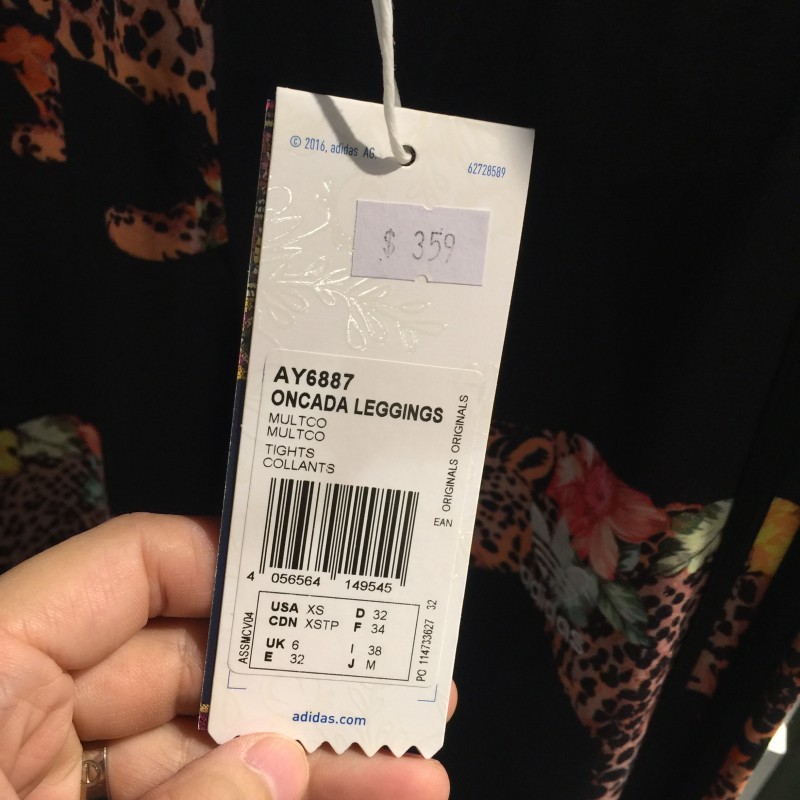 © 2016, adidas AG.
62728589
$ 359
AY6887
ONCADA LEGGINGS
MULTCO
MULTCO
TIGHTS
COLLANTS
ORIGINALS ORIGINALS
EAN
4 056564 149545
ASSMCV04
USA XS D 32
CDN XSTP F 34
UK 6 I 38
E 32 J M
PO 114733627 32
adidas.com
adidas